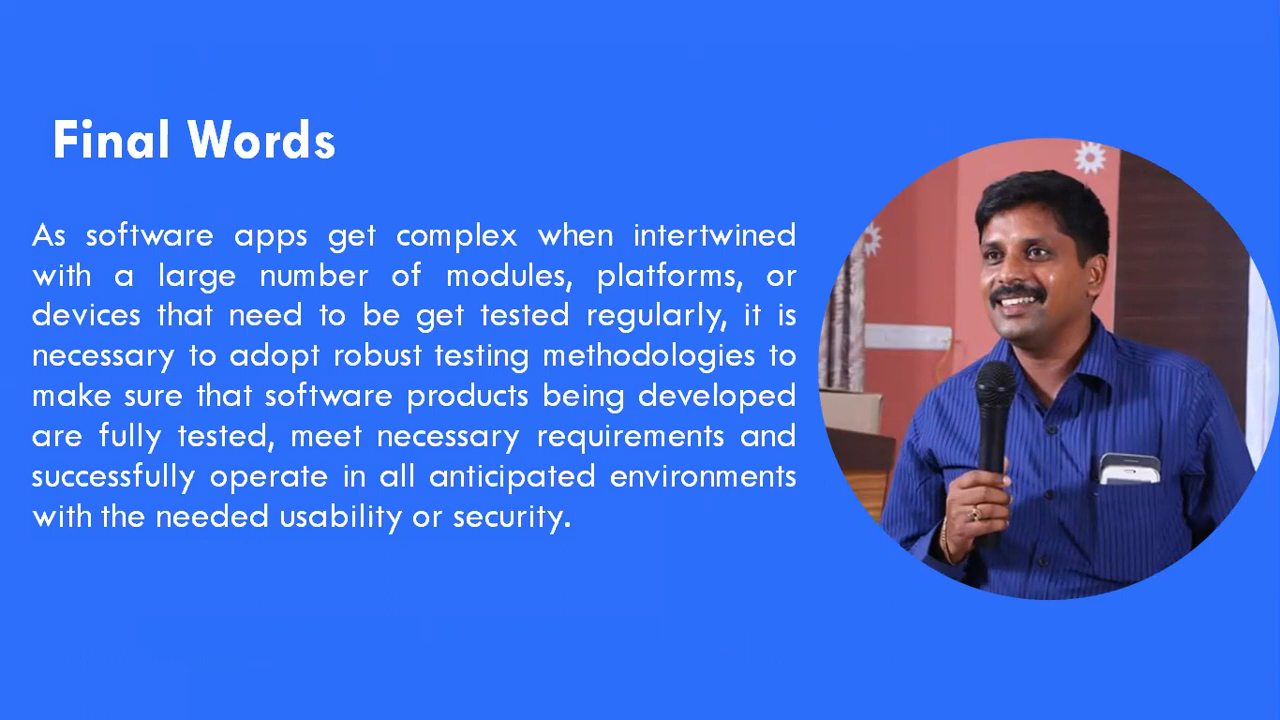 Final Words
As software apps get complex when intertwined
with a large number of modules, platforms, or
devices that need to be get tested regularly, it is
necessary to adopt robust testing methodologies to
make sure that software products being developed
are fully tested, meet necessary requirements and
successfully operate in all anticipated environments
with the needed usability or security.